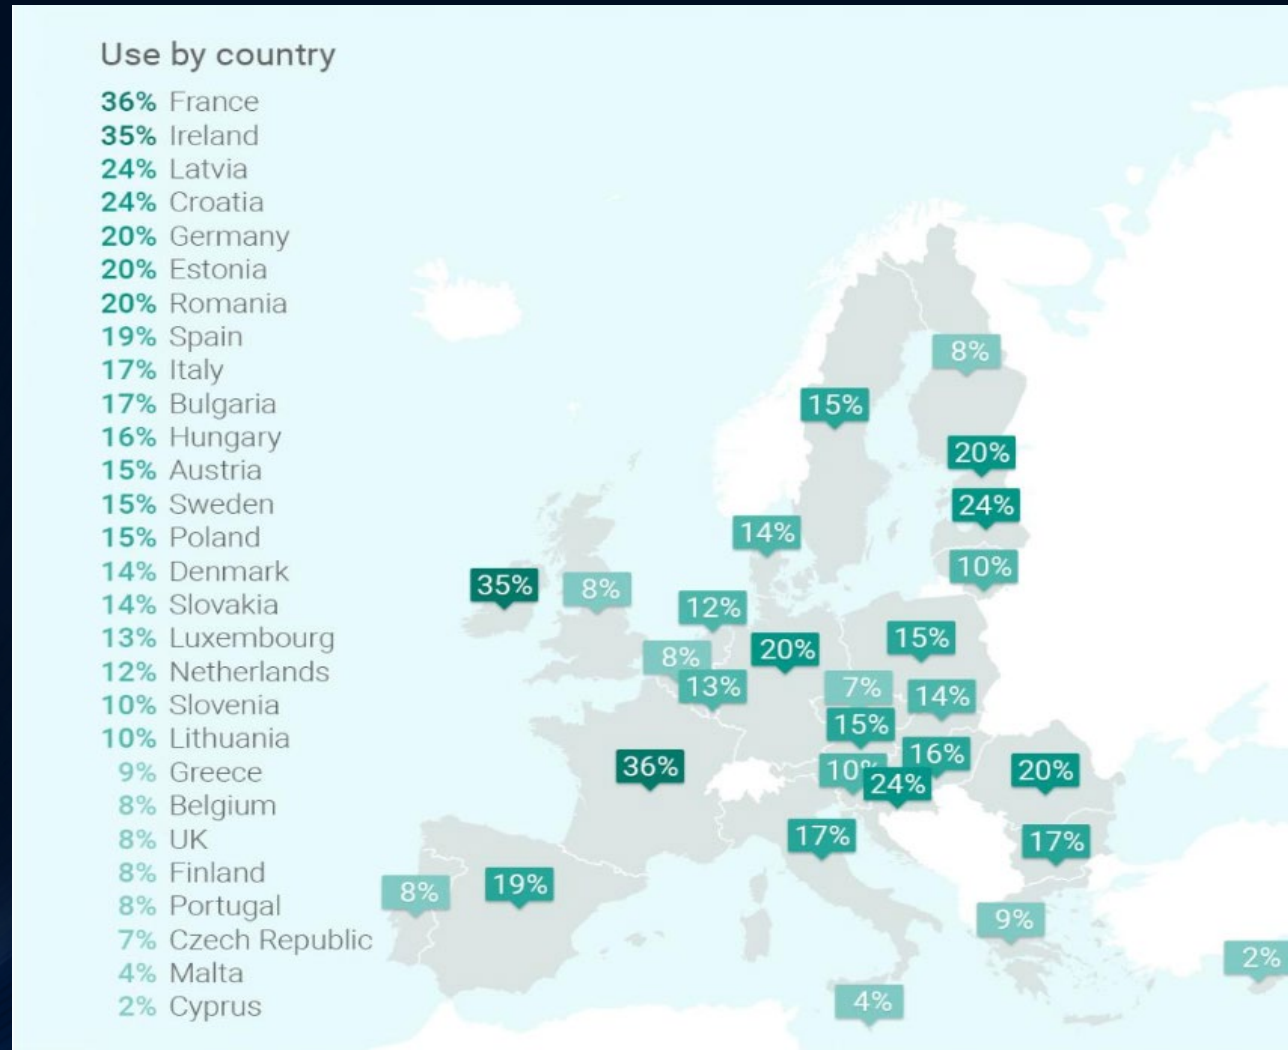 Use by country
36% France
35% Ireland
24% Latvia
24% Croatia
20% Germany
20% Estonia
20% Romania
19% Spain
17% Italy
17% Bulgaria
16% Hungary
15% Austria
15% Sweden
15% Poland
14% Denmark
14% Slovakia
13% Luxembourg
12% Netherlands
10% Slovenia
10% Lithuania
9% Greece
8% Belgium
8% UK
8% Finland
8% Portugal
7% Czech Republic
4% Malta
2% Cyprus
8%
15%
20%
24%
14%
10%
35%
8%
12%
15%
20%
8%
13%
7%
14%
15%
16%
36%
10%
24%
20%
17%
17%
19%
8%
9%
2%
4%